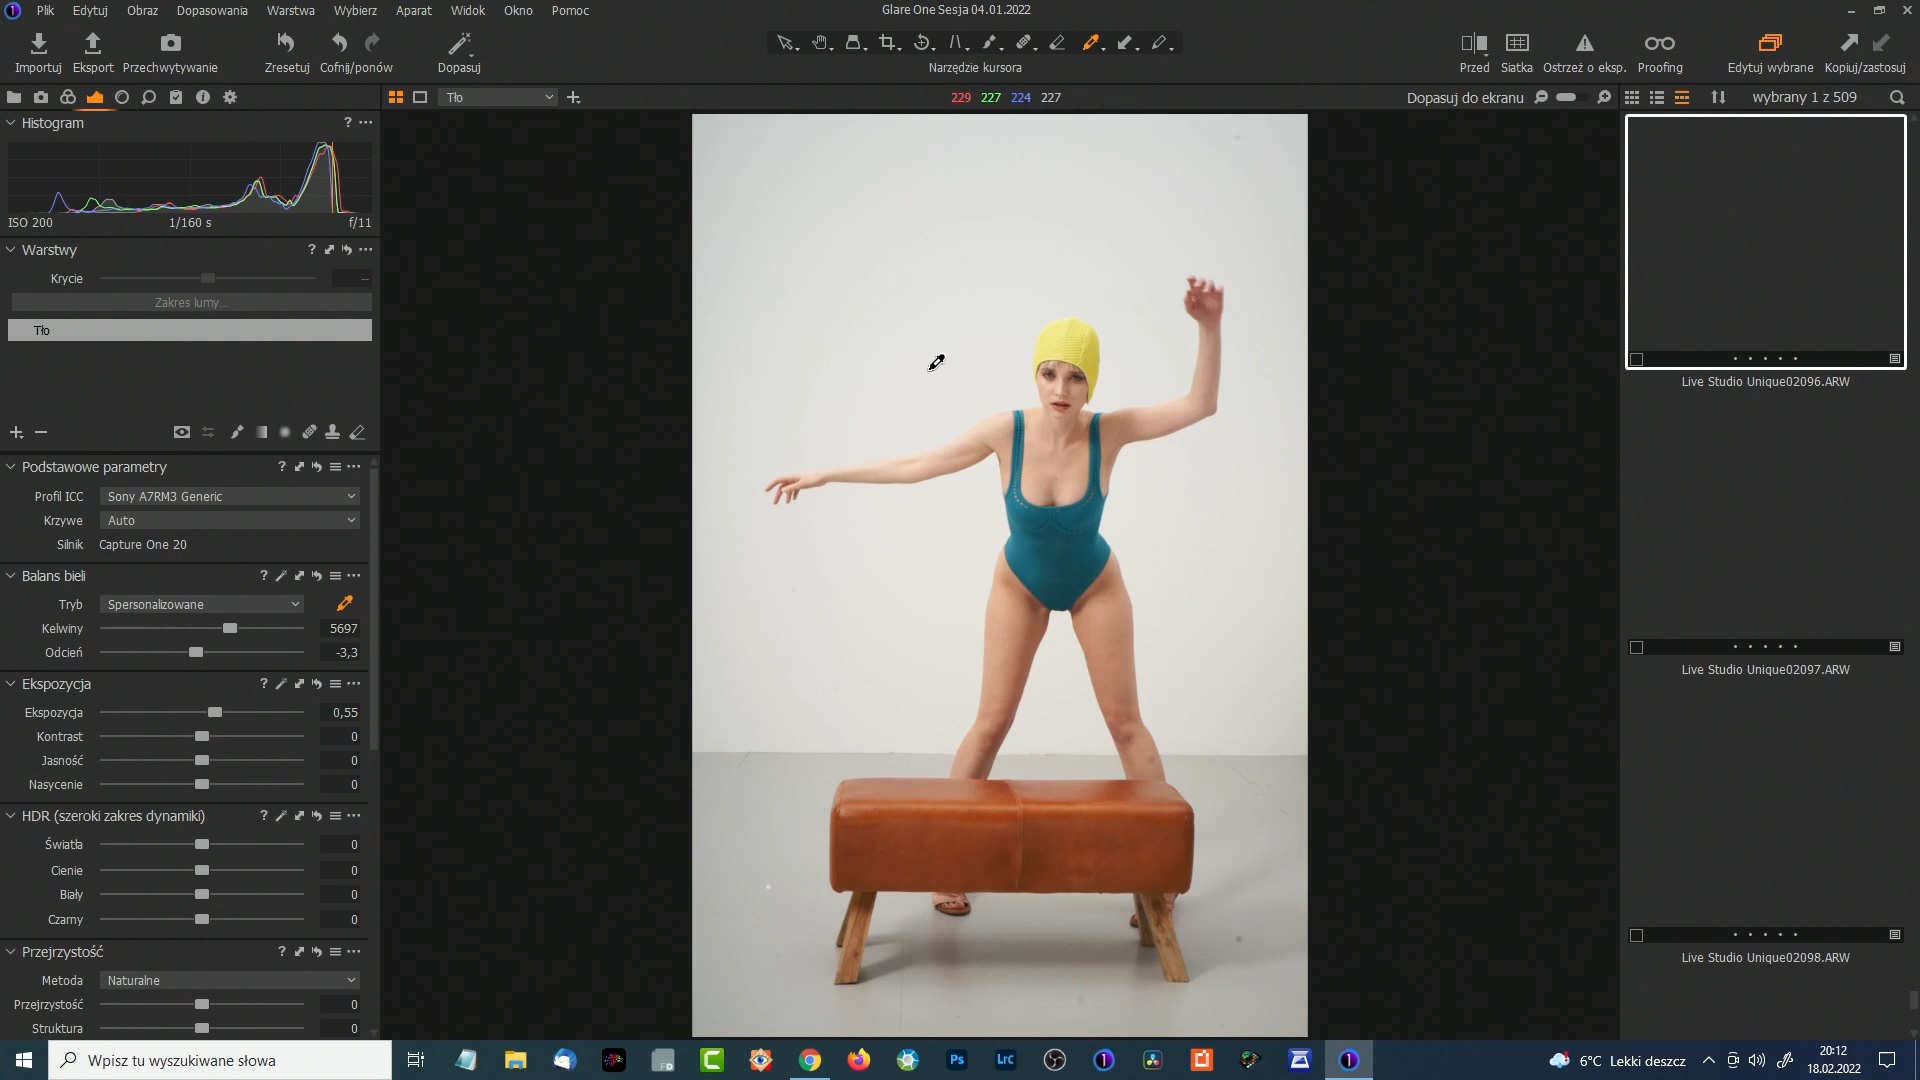 Plik Edytuj Obraz Dopasowania Warstwa Wybierz Aparat Widok Okno Pomoc
Glare One Sesja 04.01.2022
Importuj Eksport Przechwytywanie Zresetuj Cofnij/ponów Dopasuj
Narzędzie kursora
Przed Siatka Ostrzeż o eksp. Proofing Edytuj wybrane Kopiuj/zastosuj
Tło
229 227 224 227
Dopasuj do ekranu
wybrany 1 z 509
Histogram
ISO 200 1/160 s f/11
Warstwy
Krycie --
Zakres lumy...
Tło
Podstawowe parametry
Profil ICC Sony A7RM3 Generic
Krzywe Auto
Silnik Capture One 20
Balans bieli
Tryb Spersonalizowane
Kelwiny 5697
Odcień -3,3
Ekspozycja
Ekspozycja 0,55
Kontrast 0
Jasność 0
Nasycenie 0
HDR (szeroki zakres dynamiki)
Światła 0
Cienie 0
Biały 0
Czarny 0
Przejrzystość
Metoda Naturalne
Przejrzystość 0
Struktura 0
Live Studio Unique02096.ARW
Live Studio Unique02097.ARW
Live Studio Unique02098.ARW
Wpisz tu wyszukiwane słowa
FD
C
Ps
Lrc
1
1
6°C Lekki deszcz
20:12
18.02.2022